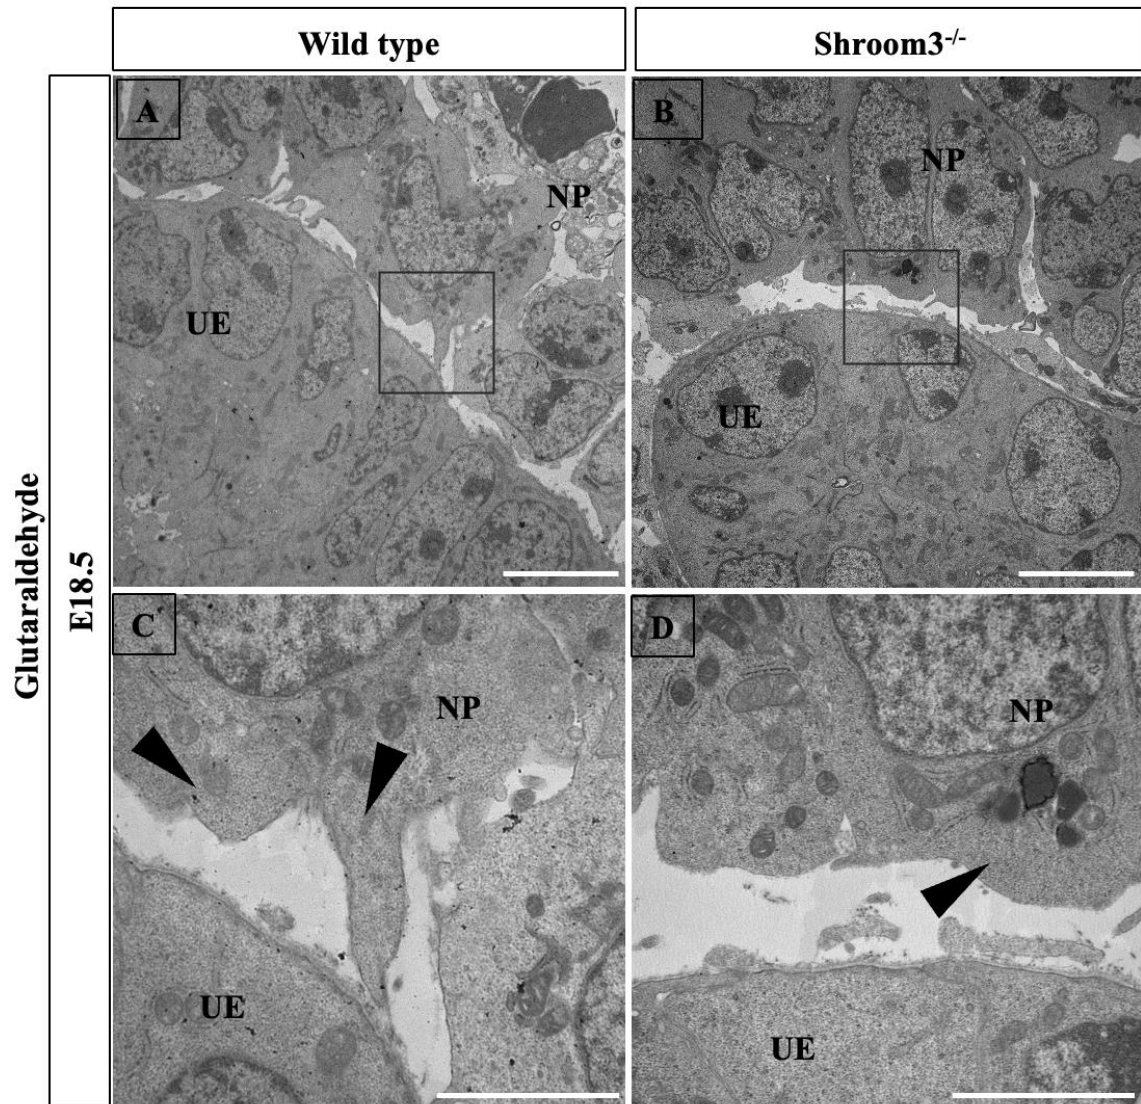 Wild type
Shroom3-/-
Glutaraldehyde
E18.5
A
NP
UE
B
NP
UE
C
NP
UE
D
NP
UE